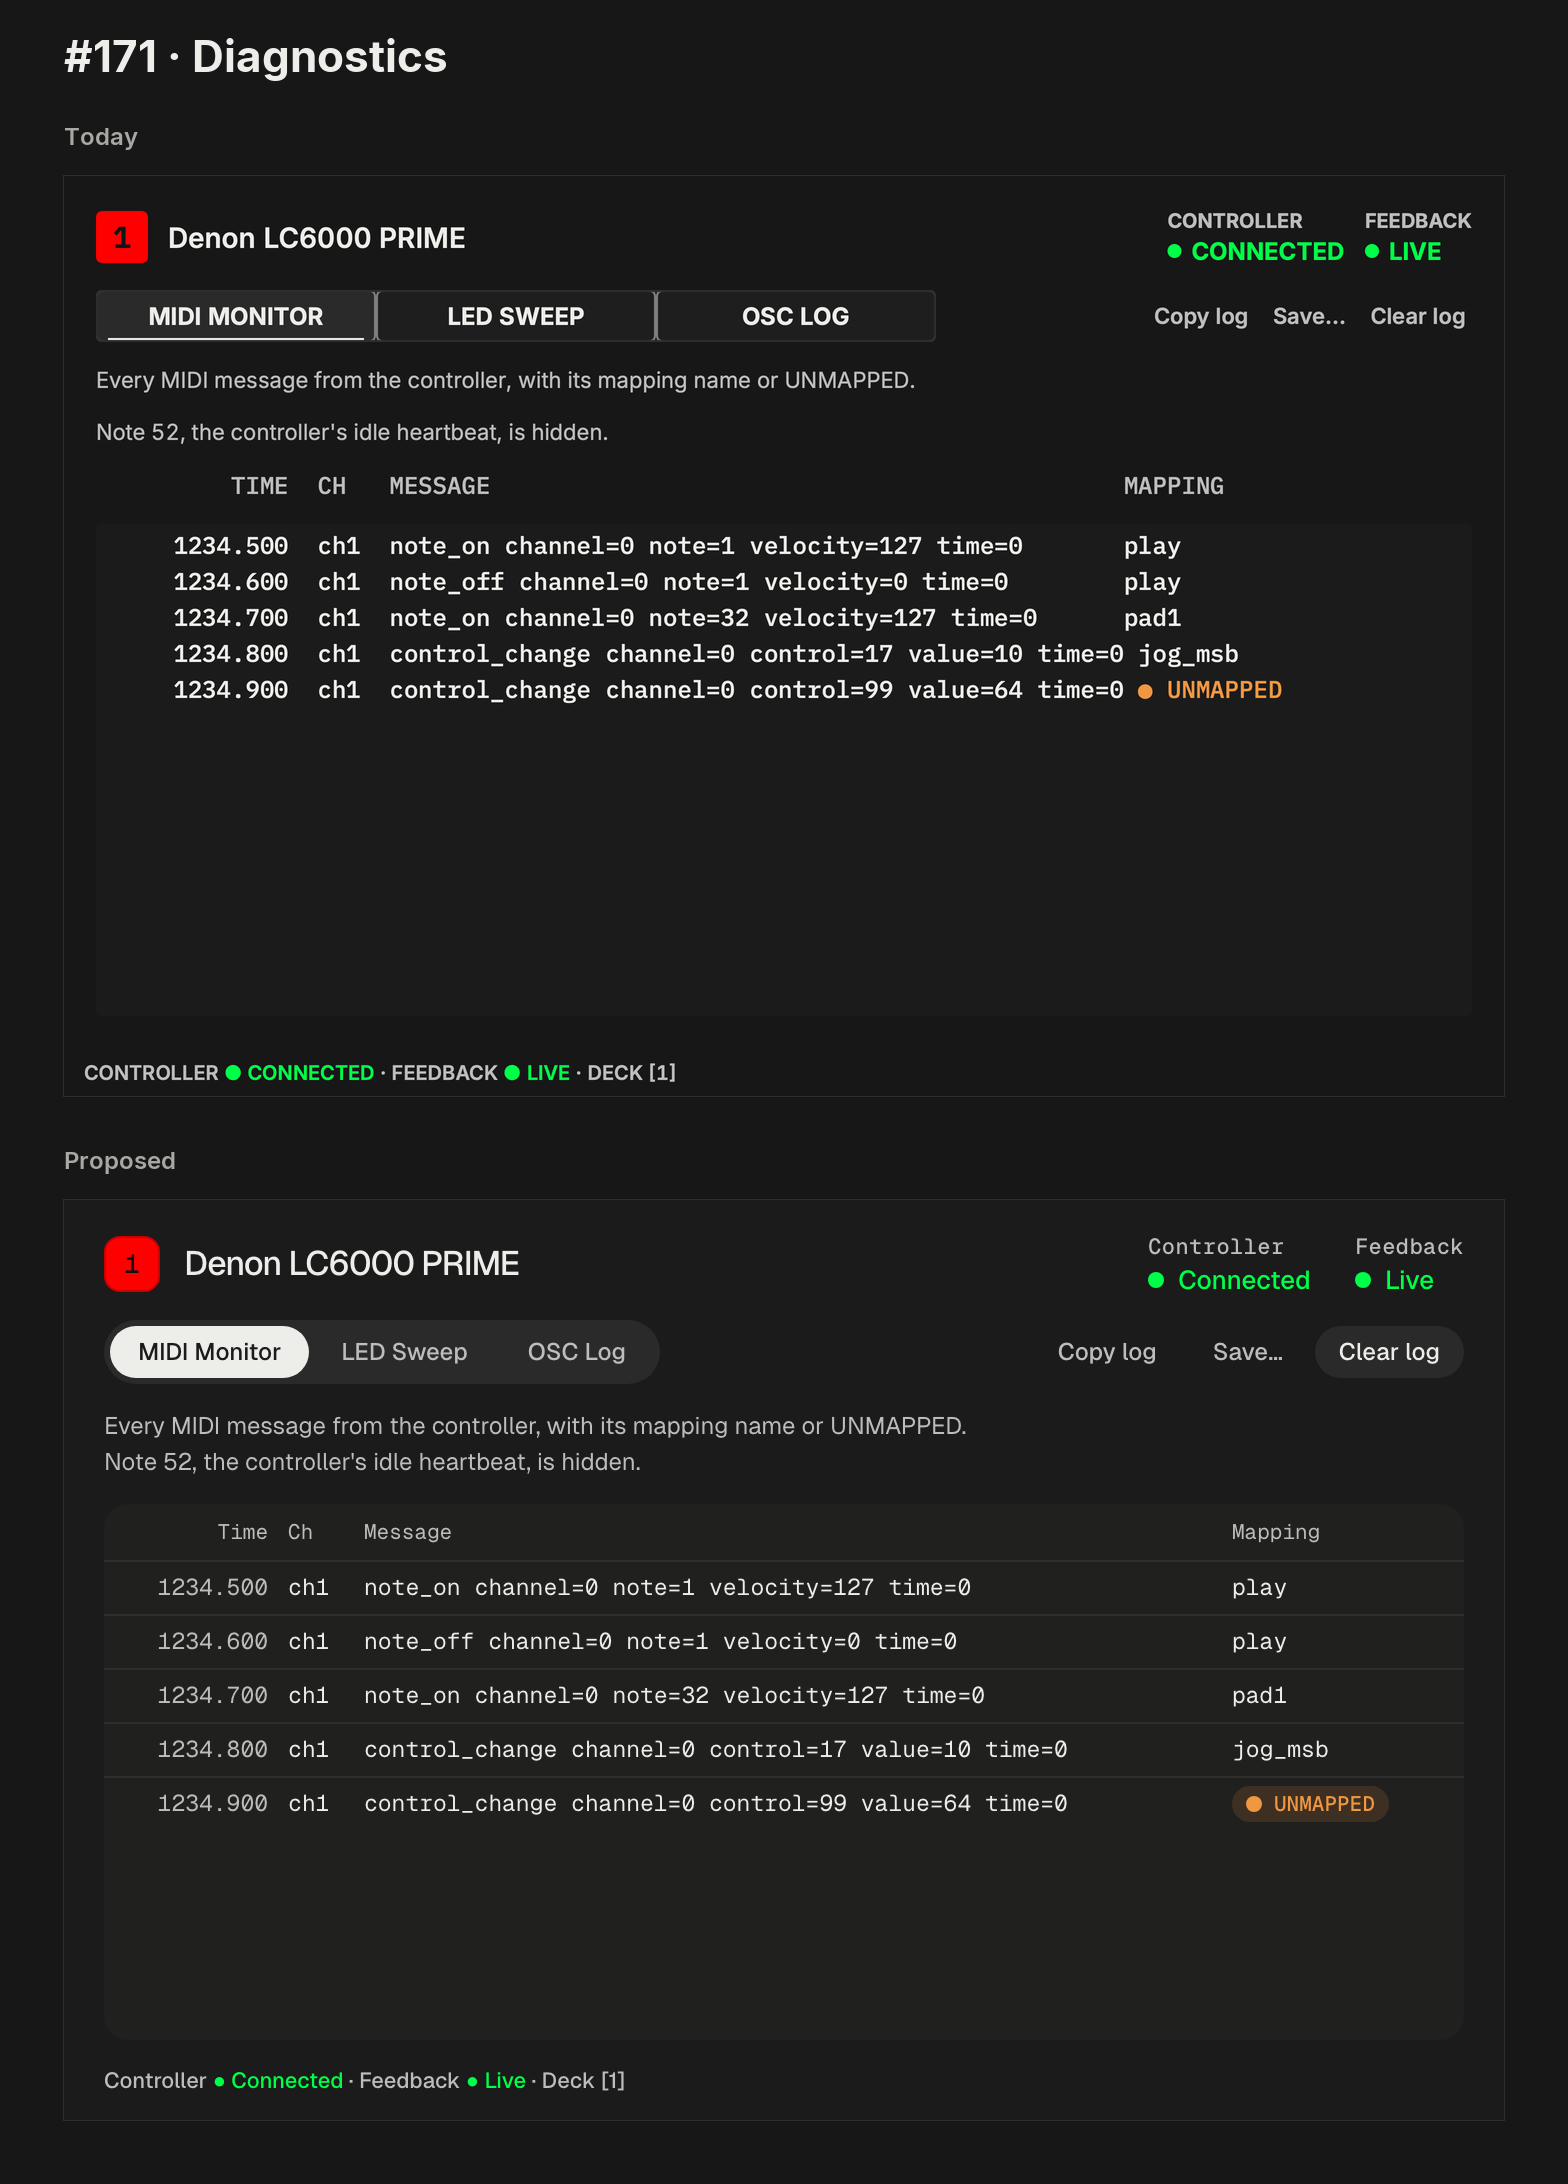 #171 · Diagnostics
Today
1 Denon LC6000 PRIME
CONTROLLER FEEDBACK
● CONNECTED ● LIVE
MIDI MONITOR LED SWEEP OSC LOG Copy log Save... Clear log
Every MIDI message from the controller, with its mapping name or UNMAPPED.
Note 52, the controller's idle heartbeat, is hidden.
TIME CH MESSAGE MAPPING
1234.500 ch1 note_on channel=0 note=1 velocity=127 time=0 play
1234.600 ch1 note_off channel=0 note=1 velocity=0 time=0 play
1234.700 ch1 note_on channel=0 note=32 velocity=127 time=0 pad1
1234.800 ch1 control_change channel=0 control=17 value=10 time=0 jog_msb
1234.900 ch1 control_change channel=0 control=99 value=64 time=0 ● UNMAPPED
CONTROLLER ● CONNECTED · FEEDBACK ● LIVE · DECK [1]
Proposed
1 Denon LC6000 PRIME
Controller Feedback
● Connected ● Live
MIDI Monitor LED Sweep OSC Log Copy log Save... Clear log
Every MIDI message from the controller, with its mapping name or UNMAPPED.
Note 52, the controller's idle heartbeat, is hidden.
Time Ch Message Mapping
1234.500 ch1 note_on channel=0 note=1 velocity=127 time=0 play
1234.600 ch1 note_off channel=0 note=1 velocity=0 time=0 play
1234.700 ch1 note_on channel=0 note=32 velocity=127 time=0 pad1
1234.800 ch1 control_change channel=0 control=17 value=10 time=0 jog_msb
1234.900 ch1 control_change channel=0 control=99 value=64 time=0 ● UNMAPPED
Controller ● Connected · Feedback ● Live · Deck [1]